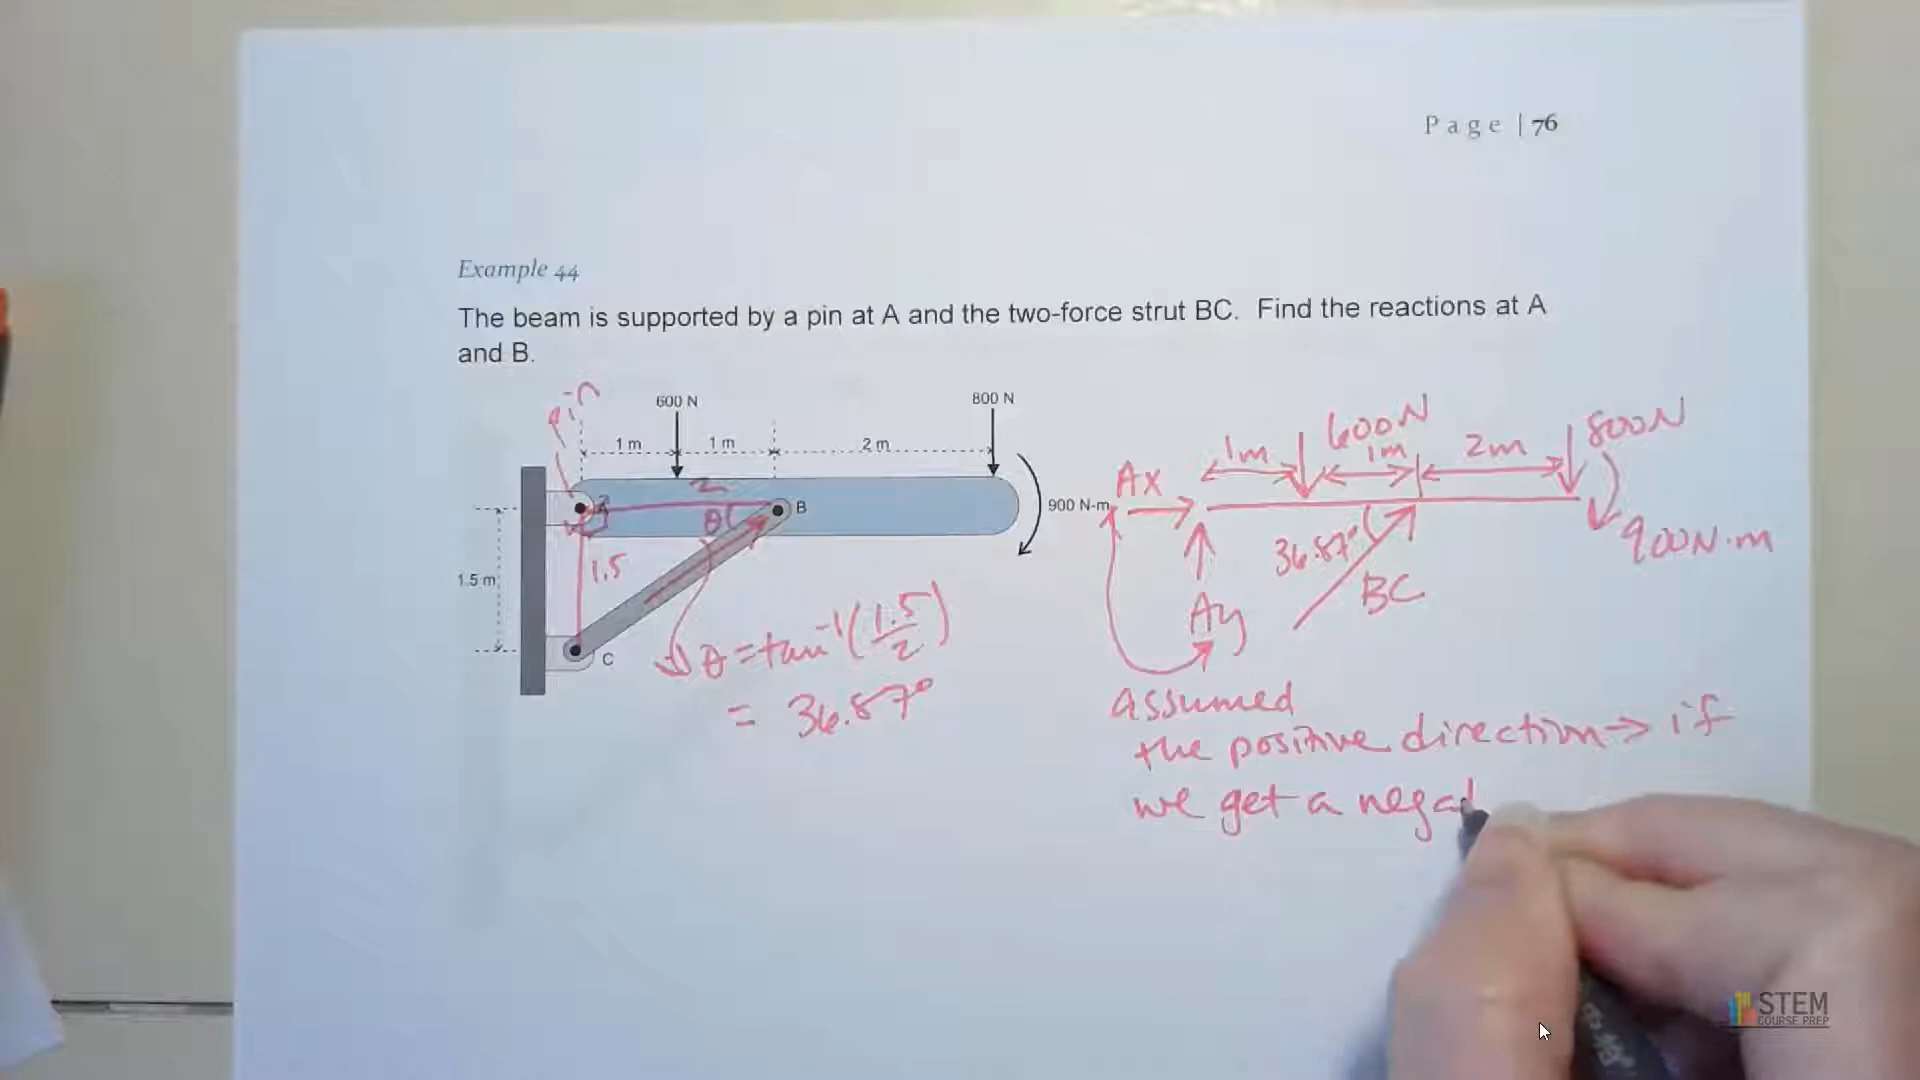 Page | 76
Example 44
The beam is supported by a pin at A and the two-force strut BC. Find the reactions at A
and B.
pin
600 N
800 N
1 m
1 m
2 m
2
A
θ
B
900 N-m
1.5 m
1.5
C
θ = tan⁻¹(1.5/2)
= 36.87°
600N
800N
1m
1m
2m
Ax
36.87°
900N·m
BC
Ay
assumed
the positive direction → if
we get a negat
STEM
COURSE PREP